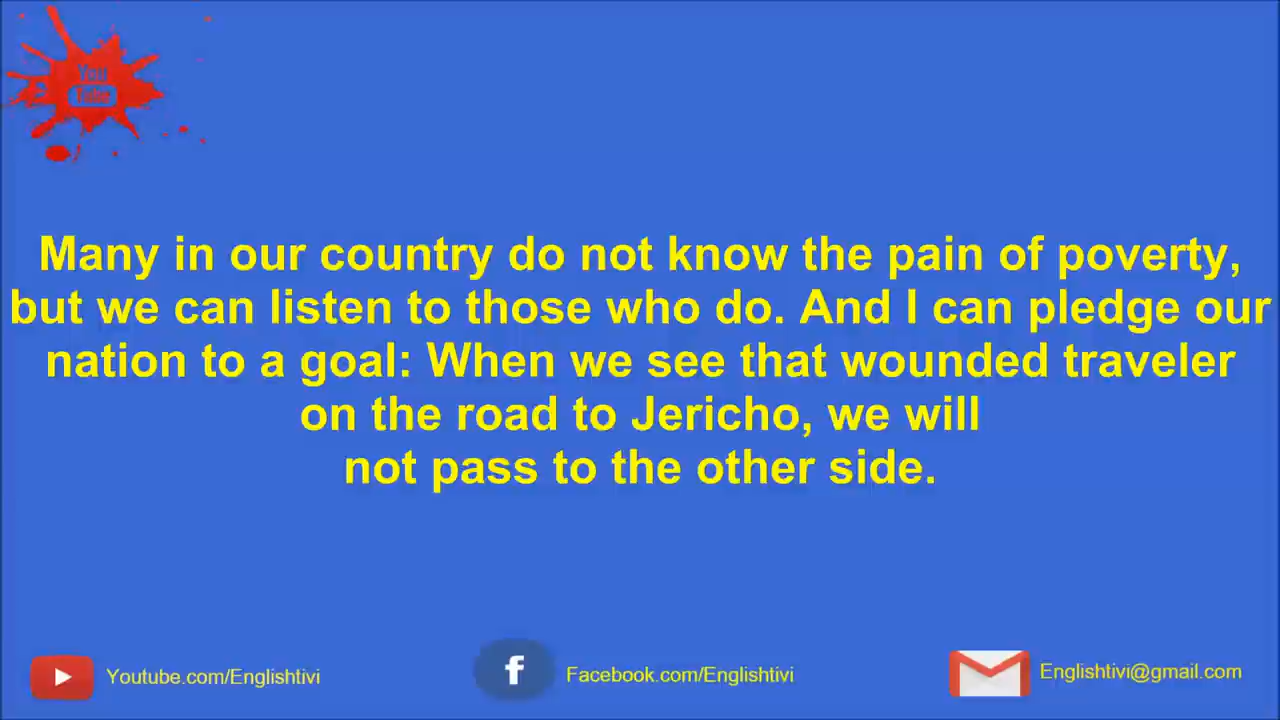 You
Tube
Many in our country do not know the pain of poverty,
but we can listen to those who do. And I can pledge our
nation to a goal: When we see that wounded traveler
on the road to Jericho, we will
not pass to the other side.
Youtube.com/Englishtivi
f
Facebook.com/Englishtivi
Englishtivi@gmail.com